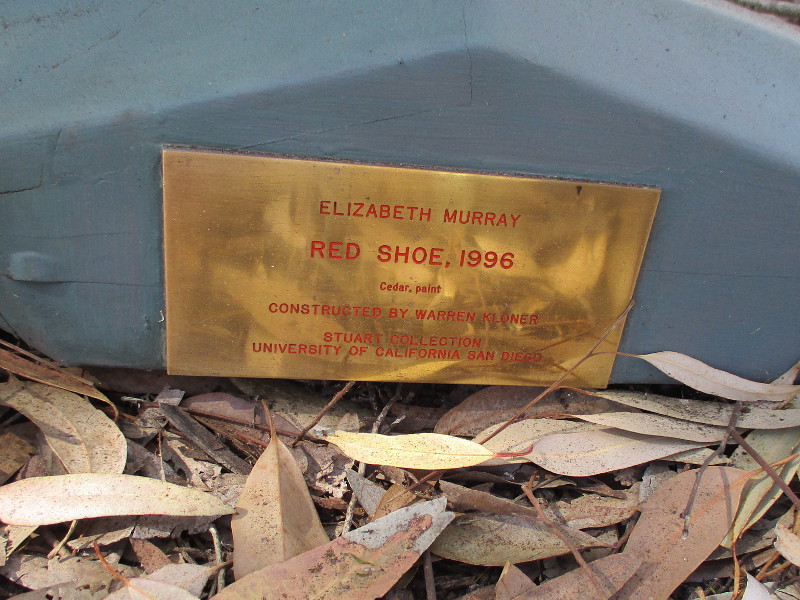 ELIZABETH MURRAY
RED SHOE, 1996
Cedar, paint
CONSTRUCTED BY WARREN KLONER
STUART COLLECTION
UNIVERSITY OF CALIFORNIA SAN DIEGO